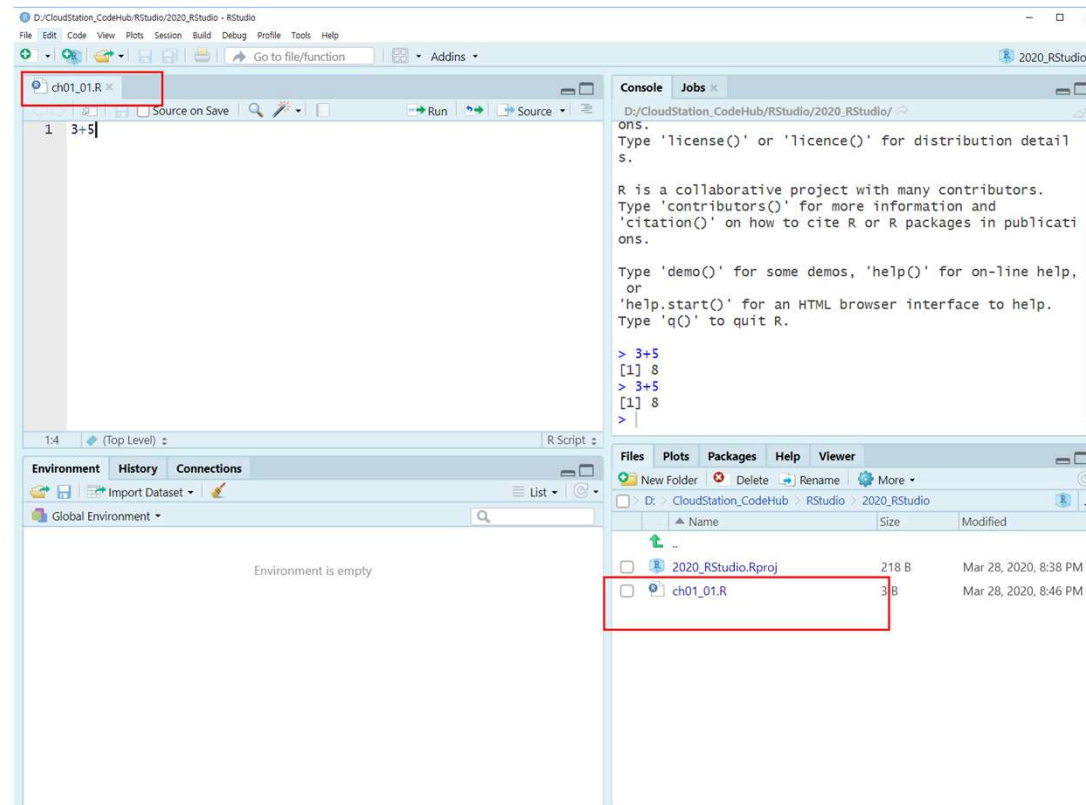 D:/CloudStation_CodeHub/RStudio/2020_RStudio - RStudio
File Edit Code View Plots Session Build Debug Profile Tools Help
Go to file/function Addins 2020_RStudio
ch01_01.R
Source on Save Run Source
1 3+5
1:4 (Top Level) R Script
Environment History Connections
Import Dataset List
Global Environment
Environment is empty
Console Jobs
D:/CloudStation_CodeHub/RStudio/2020_RStudio/
ons.
Type 'license()' or 'licence()' for distribution detail
s.
R is a collaborative project with many contributors.
Type 'contributors()' for more information and
'citation()' on how to cite R or R packages in publicati
ons.
Type 'demo()' for some demos, 'help()' for on-line help,
or
'help.start()' for an HTML browser interface to help.
Type 'q()' to quit R.
> 3+5
[1] 8
> 3+5
[1] 8
>
Files Plots Packages Help Viewer
New Folder Delete Rename More
D: > CloudStation_CodeHub > RStudio > 2020_RStudio
Name Size Modified
..
2020_RStudio.Rproj 218 B Mar 28, 2020, 8:38 PM
ch01_01.R 3 B Mar 28, 2020, 8:46 PM